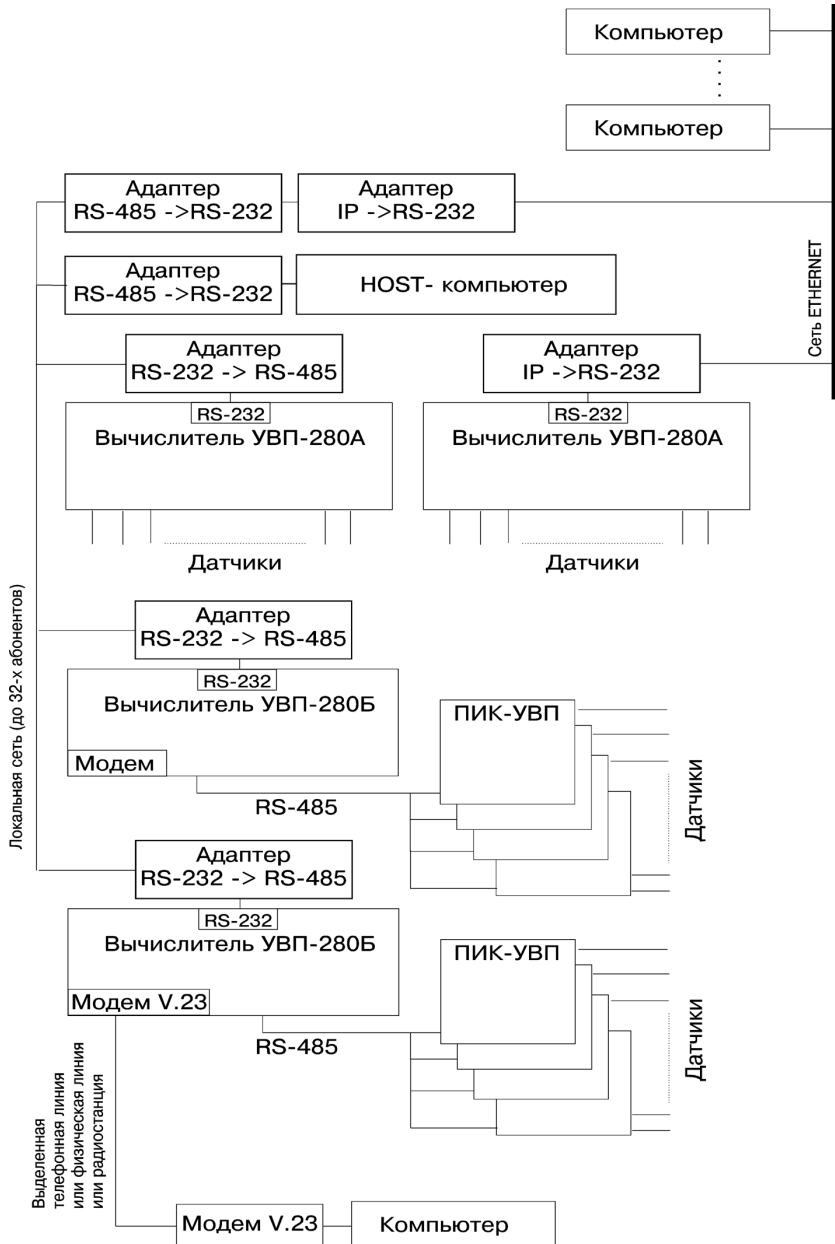 Компьютер
Компьютер
Адаптер
RS-485 ->RS-232
Адаптер
IP ->RS-232
Адаптер
RS-485 ->RS-232
HOST- компьютер
Сеть ETHERNET
Адаптер
RS-232 -> RS-485
Адаптер
IP ->RS-232
RS-232
Вычислитель УВП-280А
RS-232
Вычислитель УВП-280А
Датчики
Датчики
Локальная сеть (до 32-х абонентов)
Адаптер
RS-232 -> RS-485
RS-232
Вычислитель УВП-280Б
Модем
RS-485
ПИК-УВП
Датчики
Адаптер
RS-232 -> RS-485
RS-232
Вычислитель УВП-280Б
Модем V.23
RS-485
ПИК-УВП
Датчики
Выделенная
телефонная линия
или физическая линия
или радиостанция
Модем V.23
Компьютер